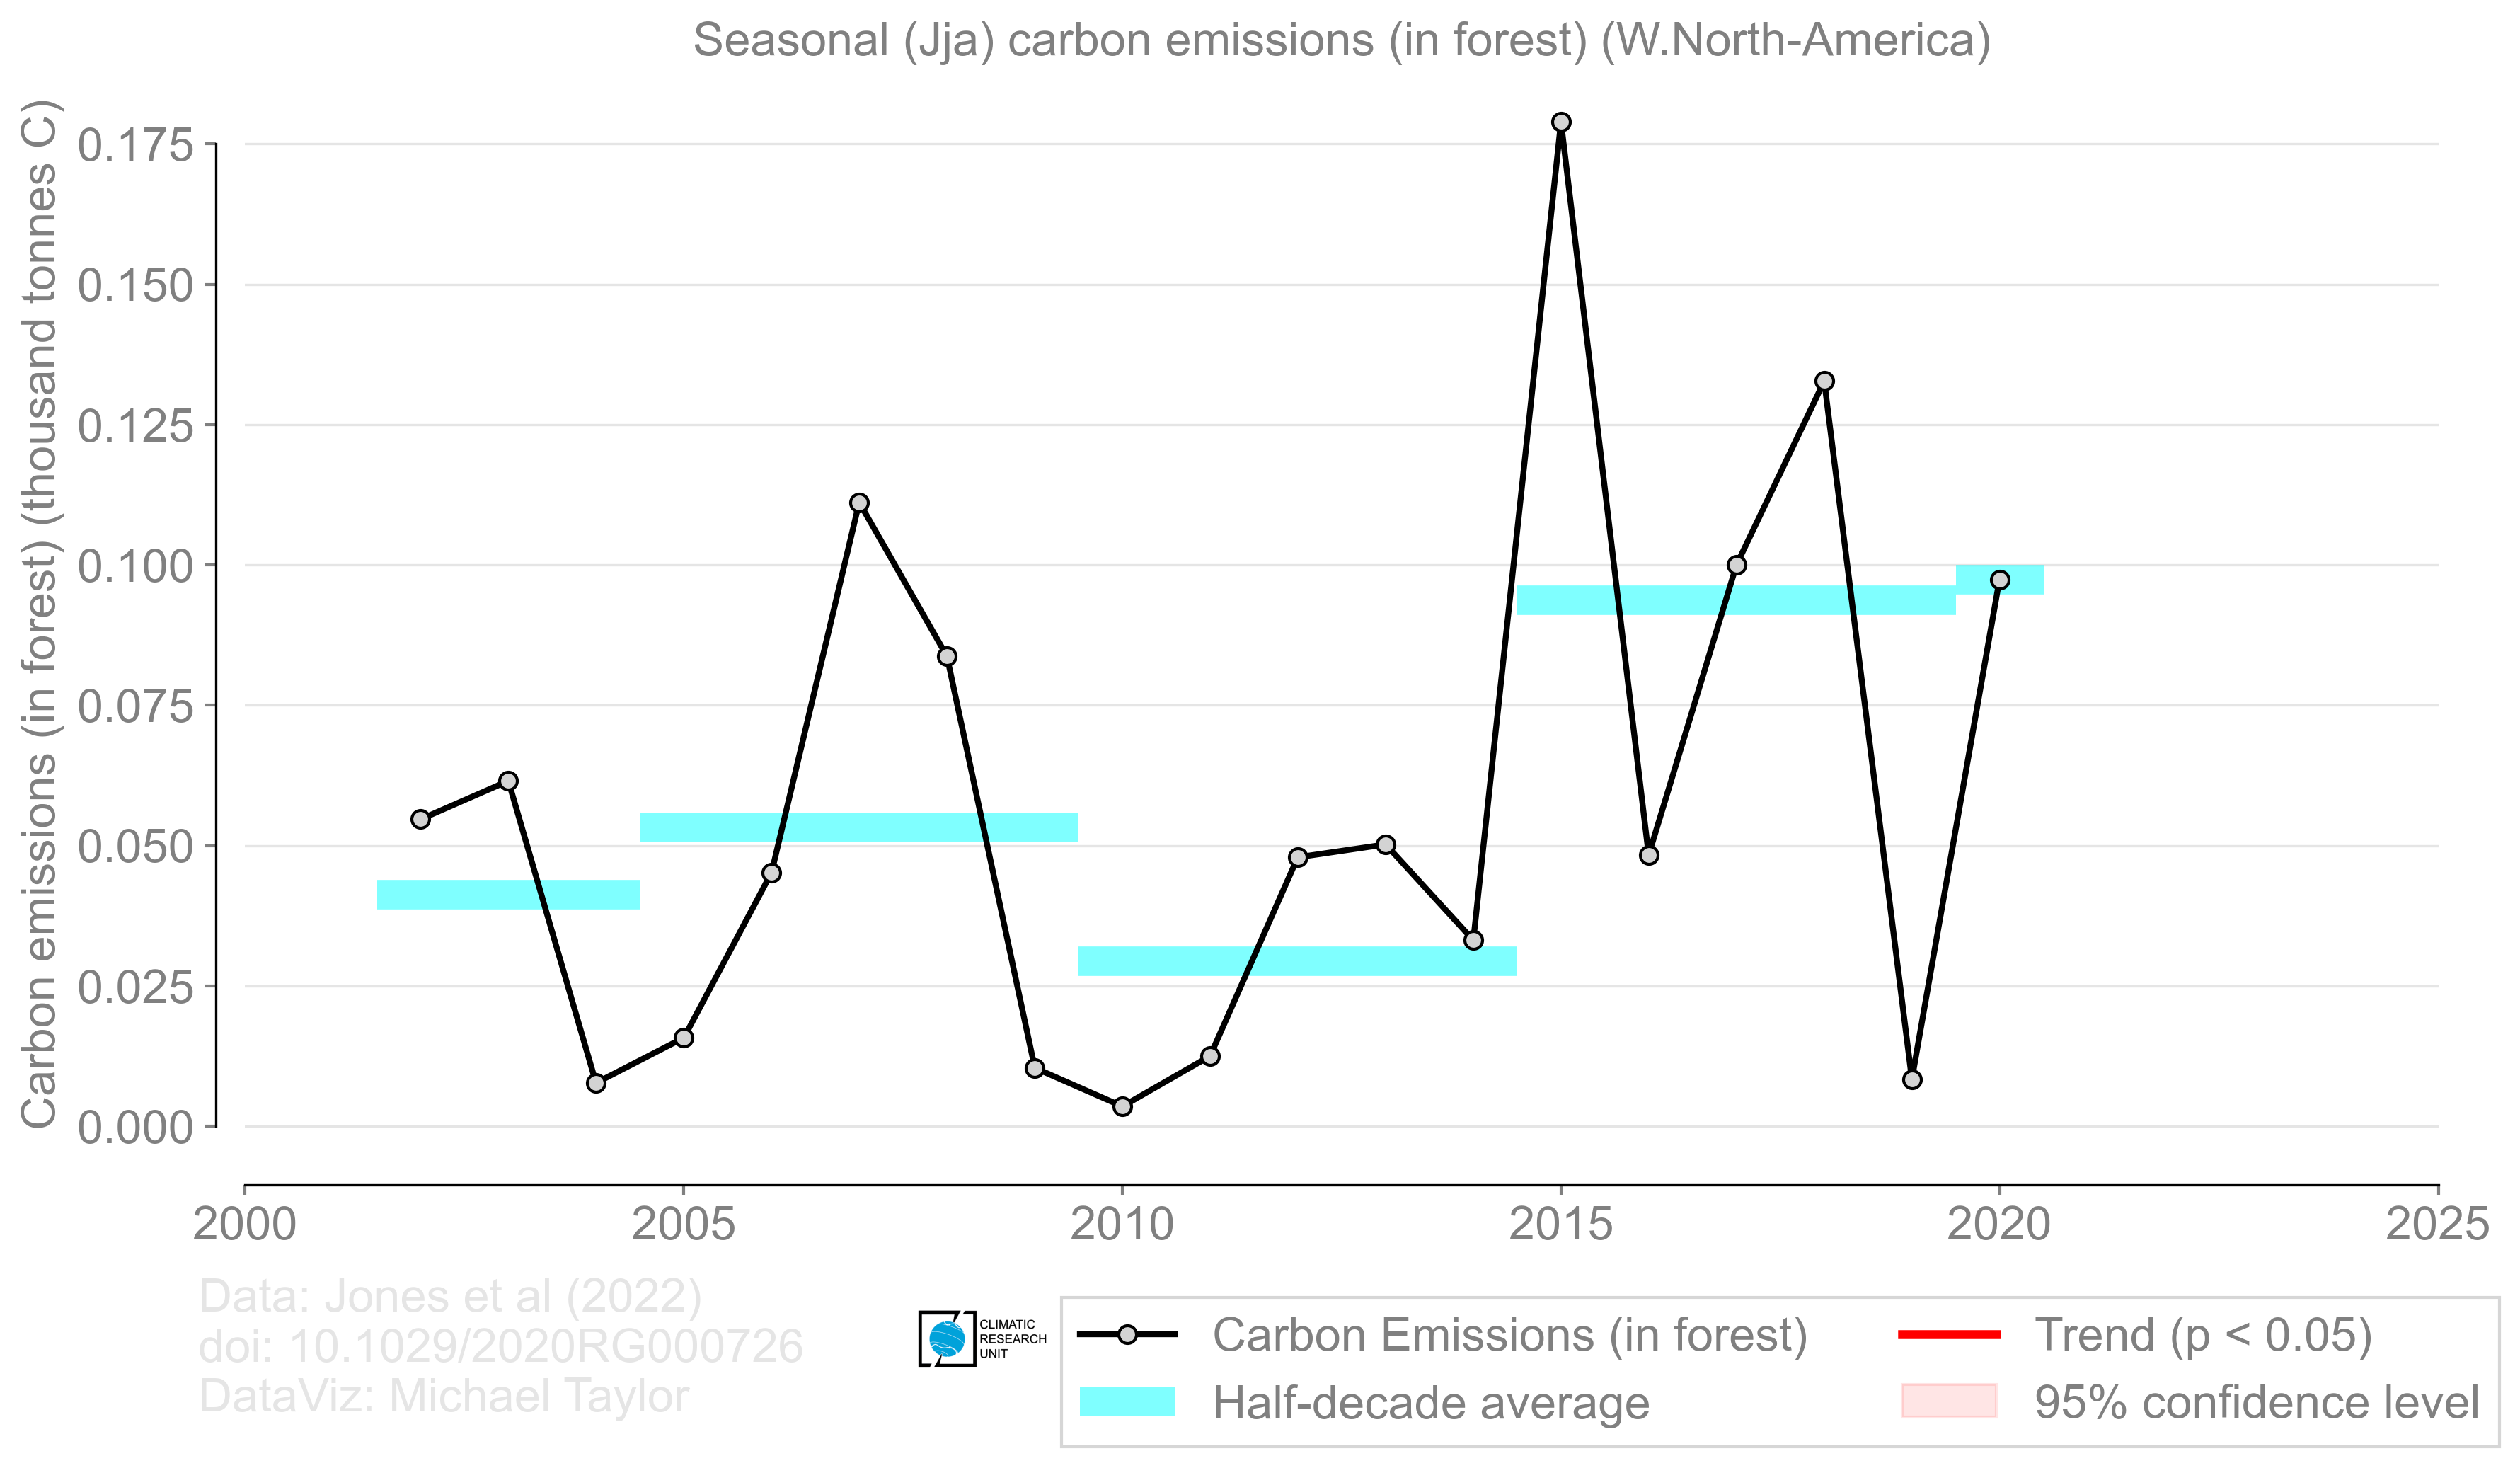 Seasonal (Jja) carbon emissions (in forest) (W.North-America)
Carbon emissions (in forest) (thousand tonnes C)
0.175
0.150
0.125
0.100
0.075
0.050
0.025
0.000
2000
2005
2010
2015
2020
2025
Data: Jones et al (2022)
doi: 10.1029/2020RG000726
DataViz: Michael Taylor
CLIMATIC
RESEARCH
UNIT
Carbon Emissions (in forest)
Half-decade average
Trend (p < 0.05)
95% confidence level